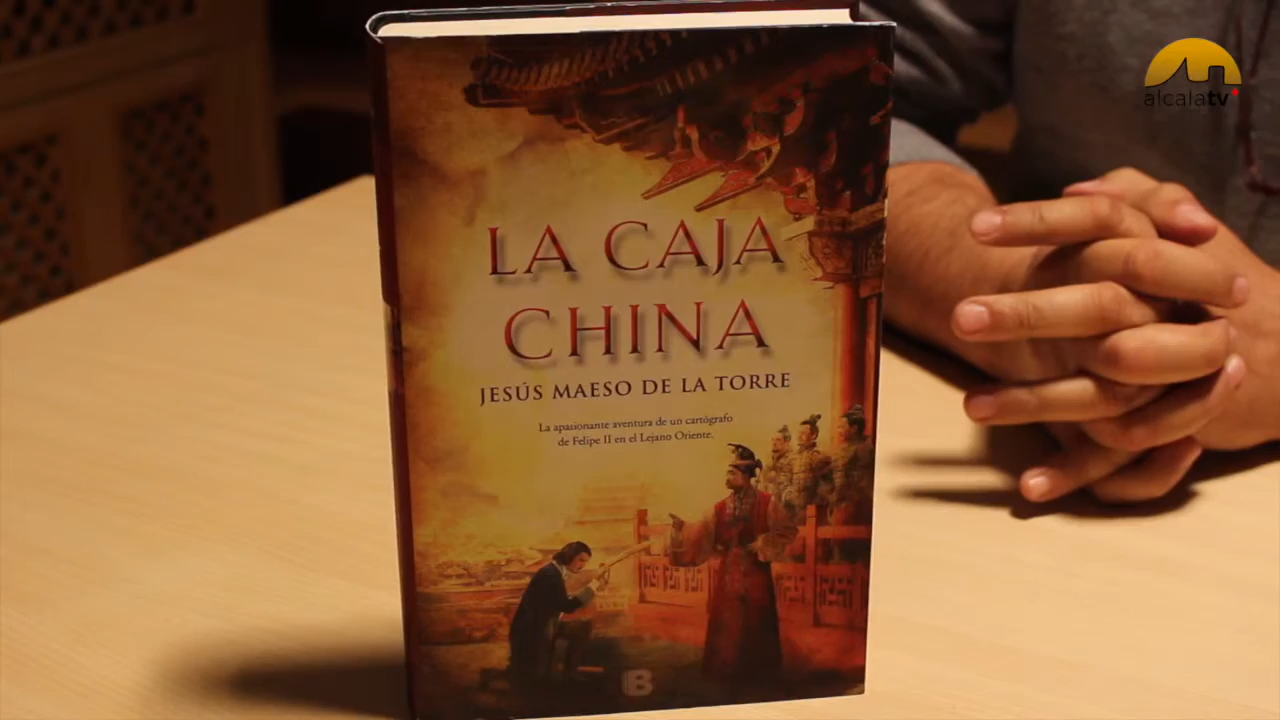 alcalatv
LA CAJA
CHINA
JESÚS MAESO DE LA TORRE
La apasionante aventura de un cartógrafo
de Felipe II en el Lejano Oriente.
B